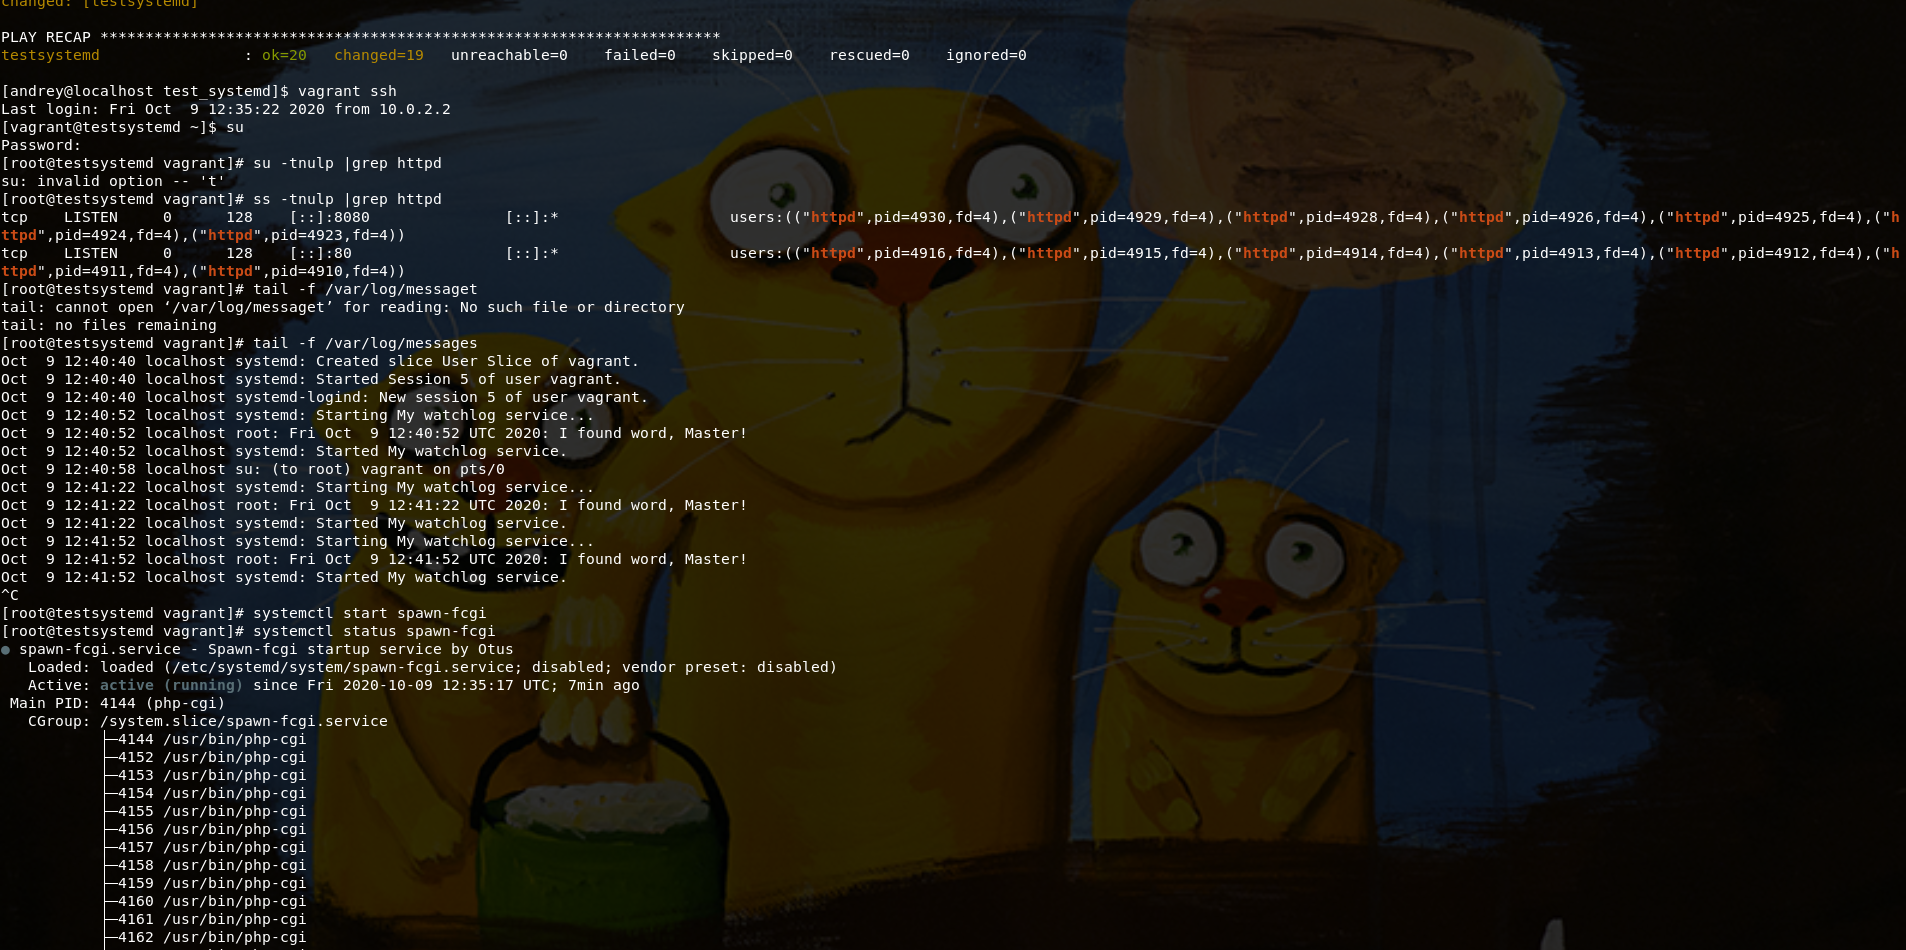 changed: [testsystemd]
PLAY RECAP *********************************************************************
testsystemd                : ok=20   changed=19   unreachable=0    failed=0    skipped=0    rescued=0    ignored=0
[andrey@localhost test_systemd]$ vagrant ssh
Last login: Fri Oct  9 12:35:22 2020 from 10.0.2.2
[vagrant@testsystemd ~]$ su
Password:
[root@testsystemd vagrant]# su -tnulp |grep httpd
su: invalid option -- 't'
[root@testsystemd vagrant]# ss -tnulp |grep httpd
tcp    LISTEN     0      128    [::]:8080               [::]:*                   users:(("httpd",pid=4930,fd=4),("httpd",pid=4929,fd=4),("httpd",pid=4928,fd=4),("httpd",pid=4926,fd=4),("httpd",pid=4925,fd=4),("h
ttpd",pid=4924,fd=4),("httpd",pid=4923,fd=4))
tcp    LISTEN     0      128    [::]:80                 [::]:*                   users:(("httpd",pid=4916,fd=4),("httpd",pid=4915,fd=4),("httpd",pid=4914,fd=4),("httpd",pid=4913,fd=4),("httpd",pid=4912,fd=4),("h
ttpd",pid=4911,fd=4),("httpd",pid=4910,fd=4))
[root@testsystemd vagrant]# tail -f /var/log/messaget
tail: cannot open ‘/var/log/messaget’ for reading: No such file or directory
tail: no files remaining
[root@testsystemd vagrant]# tail -f /var/log/messages
Oct  9 12:40:40 localhost systemd: Created slice User Slice of vagrant.
Oct  9 12:40:40 localhost systemd: Started Session 5 of user vagrant.
Oct  9 12:40:40 localhost systemd-logind: New session 5 of user vagrant.
Oct  9 12:40:52 localhost systemd: Starting My watchlog service...
Oct  9 12:40:52 localhost root: Fri Oct  9 12:40:52 UTC 2020: I found word, Master!
Oct  9 12:40:52 localhost systemd: Started My watchlog service.
Oct  9 12:40:58 localhost su: (to root) vagrant on pts/0
Oct  9 12:41:22 localhost systemd: Starting My watchlog service...
Oct  9 12:41:22 localhost root: Fri Oct  9 12:41:22 UTC 2020: I found word, Master!
Oct  9 12:41:22 localhost systemd: Started My watchlog service.
Oct  9 12:41:52 localhost systemd: Starting My watchlog service...
Oct  9 12:41:52 localhost root: Fri Oct  9 12:41:52 UTC 2020: I found word, Master!
Oct  9 12:41:52 localhost systemd: Started My watchlog service.
^C
[root@testsystemd vagrant]# systemctl start spawn-fcgi
[root@testsystemd vagrant]# systemctl status spawn-fcgi
● spawn-fcgi.service - Spawn-fcgi startup service by Otus
   Loaded: loaded (/etc/systemd/system/spawn-fcgi.service; disabled; vendor preset: disabled)
   Active: active (running) since Fri 2020-10-09 12:35:17 UTC; 7min ago
 Main PID: 4144 (php-cgi)
   CGroup: /system.slice/spawn-fcgi.service
           ├─4144 /usr/bin/php-cgi
           ├─4152 /usr/bin/php-cgi
           ├─4153 /usr/bin/php-cgi
           ├─4154 /usr/bin/php-cgi
           ├─4155 /usr/bin/php-cgi
           ├─4156 /usr/bin/php-cgi
           ├─4157 /usr/bin/php-cgi
           ├─4158 /usr/bin/php-cgi
           ├─4159 /usr/bin/php-cgi
           ├─4160 /usr/bin/php-cgi
           ├─4161 /usr/bin/php-cgi
           ├─4162 /usr/bin/php-cgi